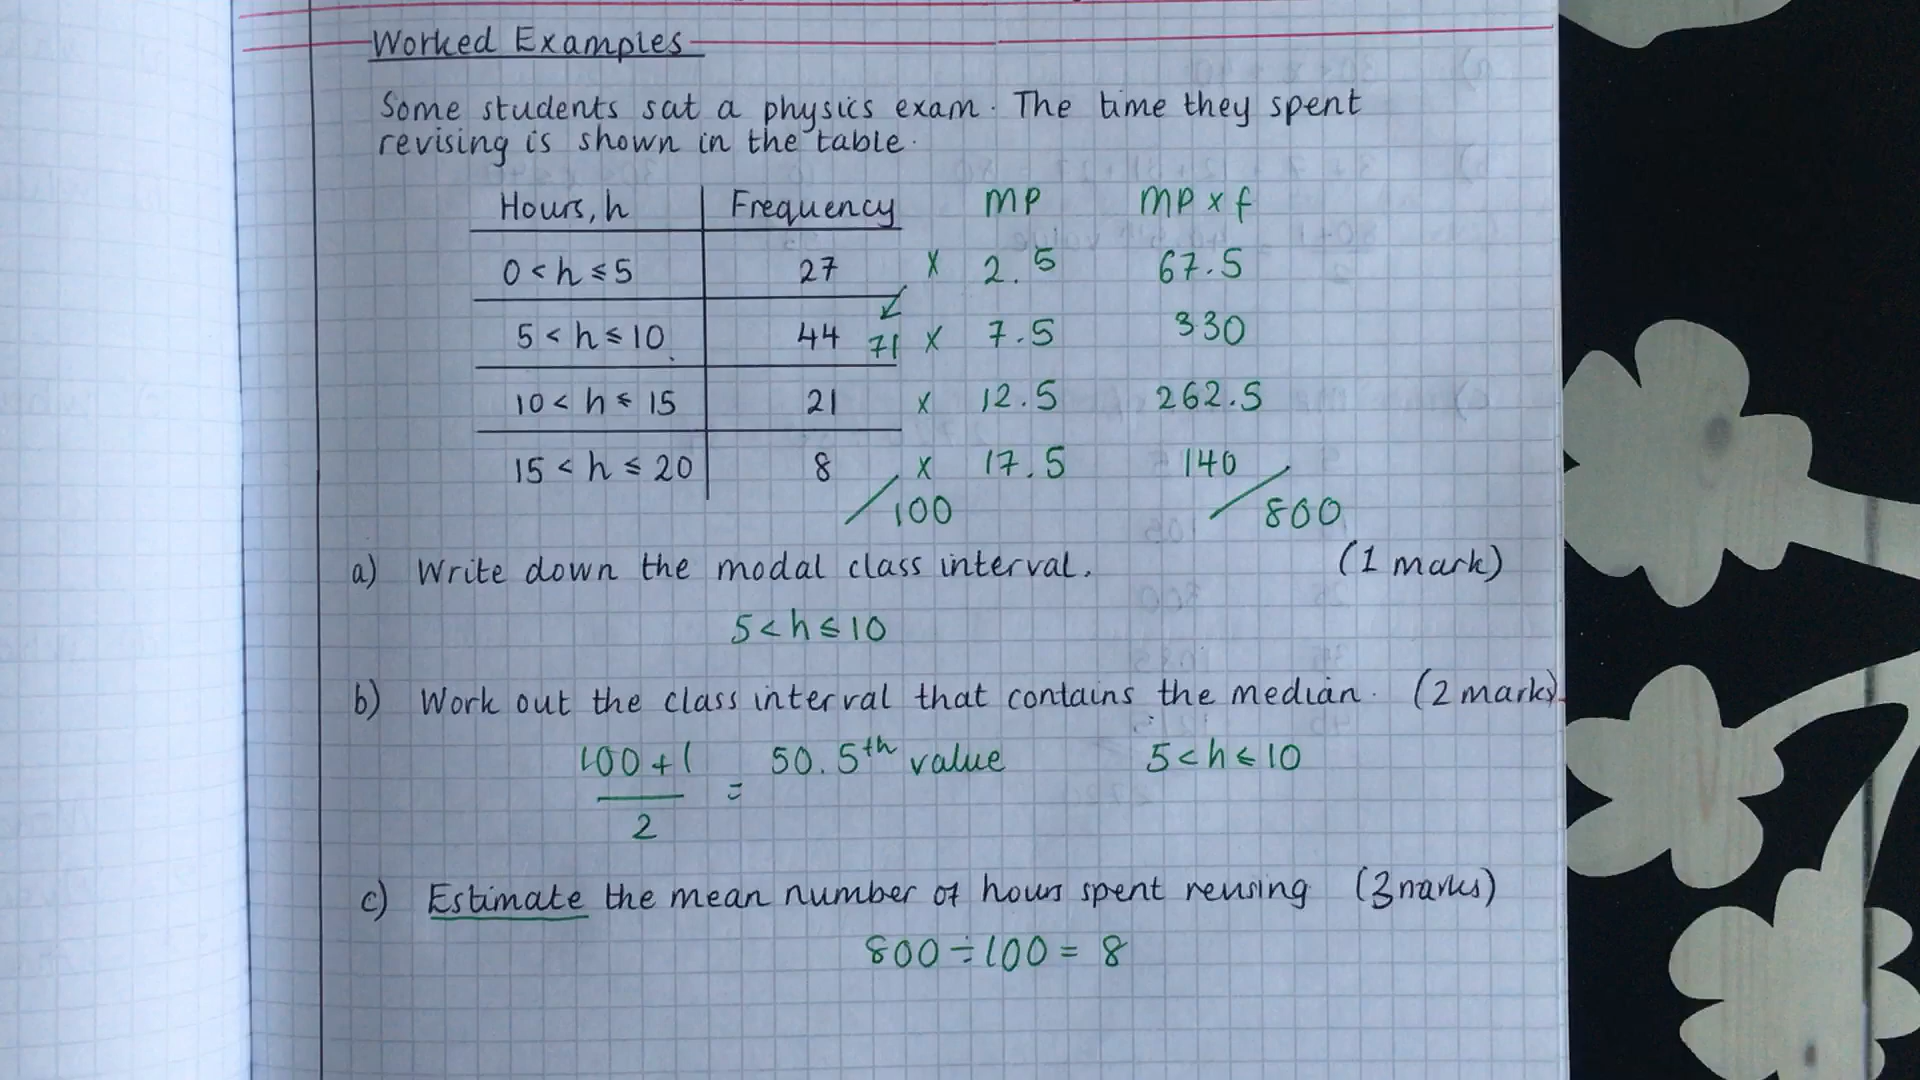 Worked Examples
Some students sat a physics exam. The time they spent
revising is shown in the table.
Hours, h Frequency MP MP x f
0 < h ≤ 5 27 x 2.5 67.5
5 < h ≤ 10 44 71 x 7.5 330
10 < h ≤ 15 21 x 12.5 262.5
15 < h ≤ 20 8 x 17.5 140
100 800
a) Write down the modal class interval. (1 mark)
5 < h ≤ 10
b) Work out the class interval that contains the median. (2 marks)
100 + 1
= 50.5th value 5 < h ≤ 10
2
c) Estimate the mean number of hours spent revising (3 marks)
800 ÷ 100 = 8